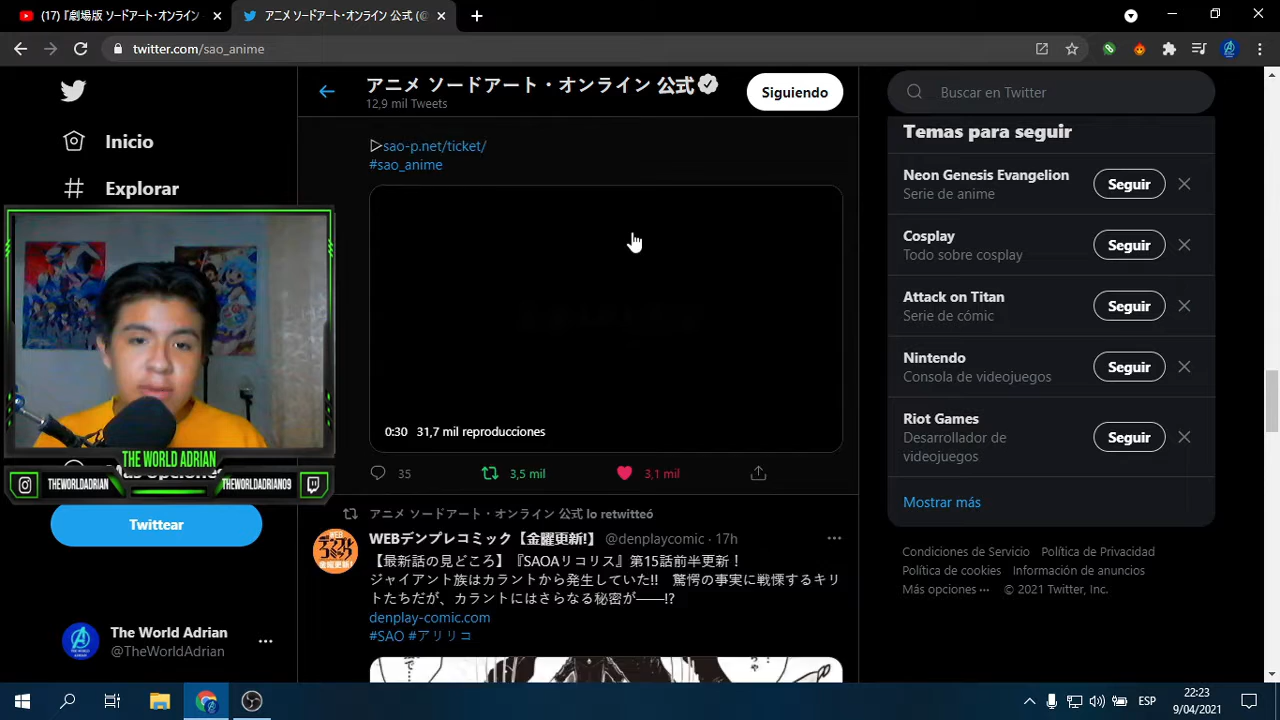 (17)『劇場版 ソードアート・オンライン
アニメ ソードアート・オンライン 公式 (@
twitter.com/sao_anime
アニメ ソードアート・オンライン 公式
12,9 mil Tweets
Siguiendo
Buscar en Twitter
Inicio
Explorar
▷sao-p.net/ticket/
#sao_anime
0:30 31,7 mil reproducciones
35
3,5 mil
3,1 mil
アニメ ソードアート・オンライン 公式 lo retwitteó
WEBデンプレコミック【金曜更新!】 @denplaycomic · 17h
【最新話の見どころ】『SAOAリコリス』第15話前半更新！
ジャイアント族はカラントから発生していた!! 驚愕の事実に戦慄するキリ
トたちだが、カラントにはさらなる秘密が――!?
denplay-comic.com
#SAO #アリリコ
Temas para seguir
Neon Genesis Evangelion
Serie de anime
Seguir
Cosplay
Todo sobre cosplay
Seguir
Attack on Titan
Serie de cómic
Seguir
Nintendo
Consola de videojuegos
Seguir
Riot Games
Desarrollador de
videojuegos
Seguir
Mostrar más
Condiciones de Servicio Política de Privacidad
Política de cookies Información de anuncios
Más opciones ··· © 2021 Twitter, Inc.
THE WORLD ADRIAN
THEWORLDADRIAN
THEWORLDADRIAN09
Twittear
The World Adrian
@TheWorldAdrian
ESP
22:23
9/04/2021